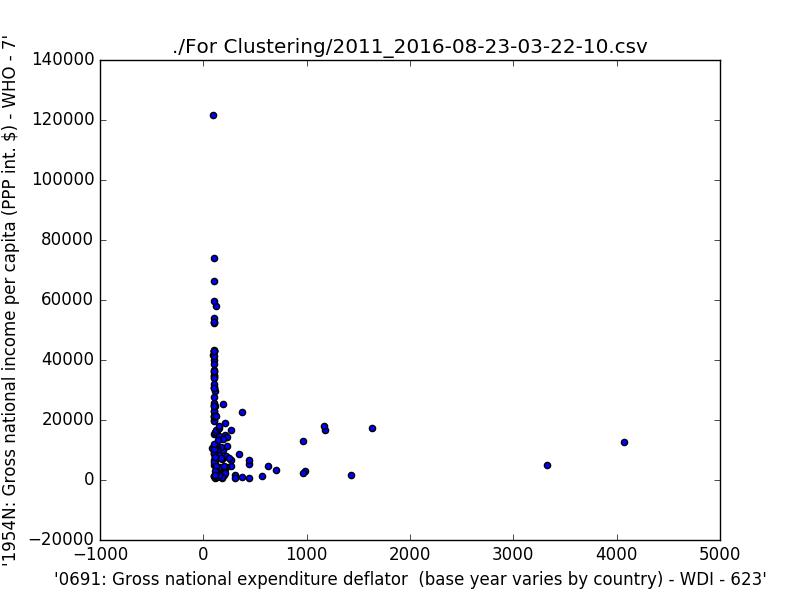 ./For Clustering/2011_2016-08-23-03-22-10.csv
'1954N: Gross national income per capita (PPP int. $) - WHO - 7'
140000
120000
100000
80000
60000
40000
20000
0
−20000
−1000 0 1000 2000 3000 4000 5000
'0691: Gross national expenditure deflator  (base year varies by country) - WDI - 623'